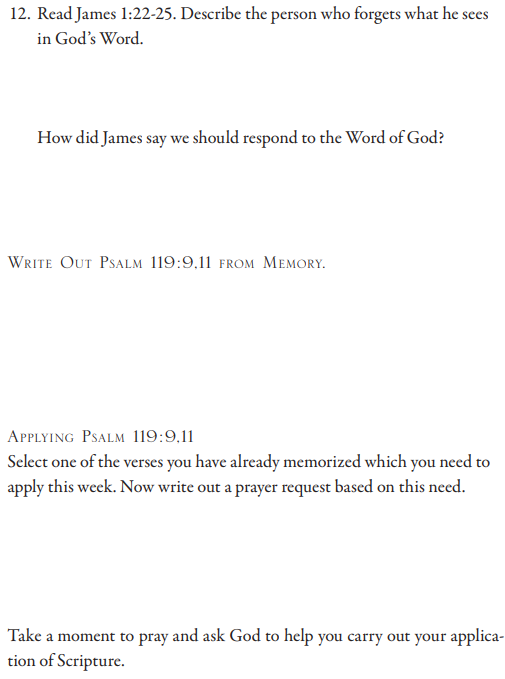 12. Read James 1:22-25. Describe the person who forgets what he sees
in God's Word.
How did James say we should respond to the Word of God?
Write Out Psalm 119:9,11 from Memory.
Applying Psalm 119:9,11
Select one of the verses you have already memorized which you need to
apply this week. Now write out a prayer request based on this need.
Take a moment to pray and ask God to help you carry out your applica-
tion of Scripture.